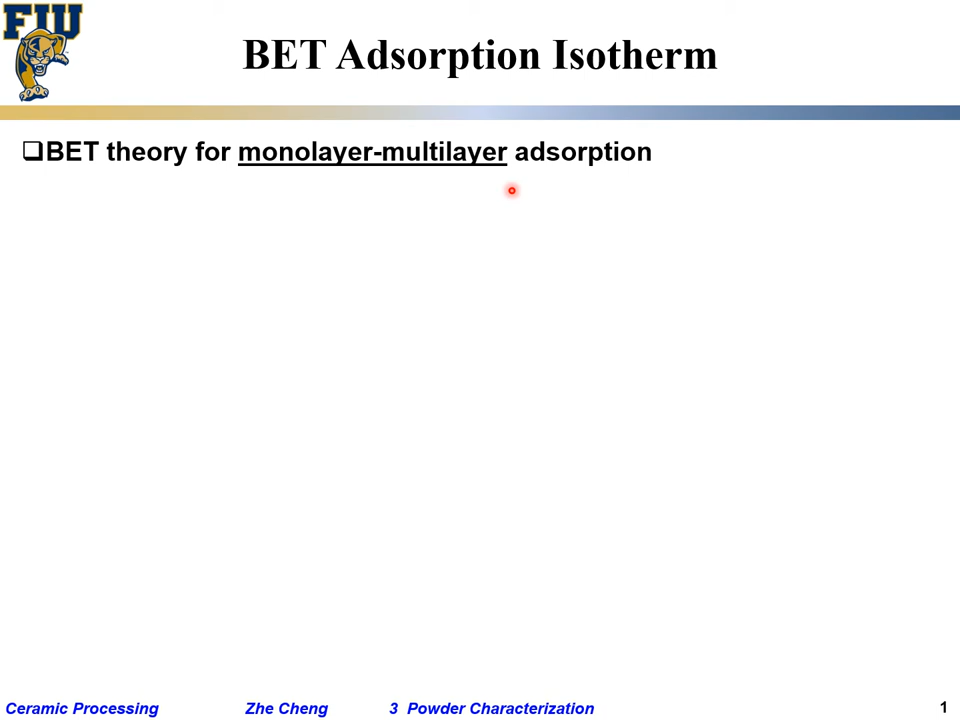 FIU
BET Adsorption Isotherm
BET theory for monolayer-multilayer adsorption
Ceramic Processing Zhe Cheng 3 Powder Characterization 1